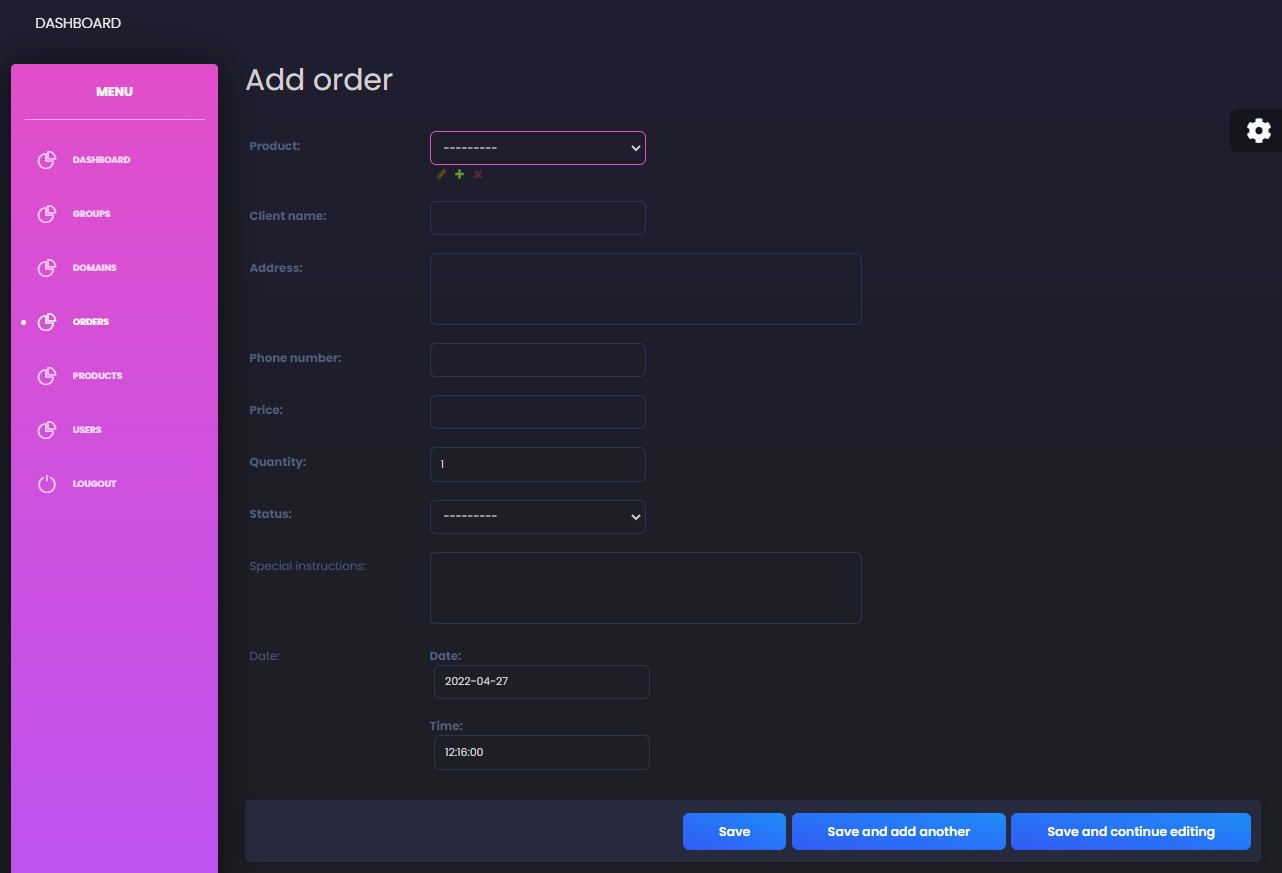 DASHBOARD
MENU
DASHBOARD
GROUPS
DOMAINS
ORDERS
PRODUCTS
USERS
LOUGOUT
Add order
Product:
---------
Client name:
Address:
Phone number:
Price:
Quantity:
1
Status:
---------
Special instructions:
Date:
Date:
2022-04-27
Time:
12:16:00
Save
Save and add another
Save and continue editing